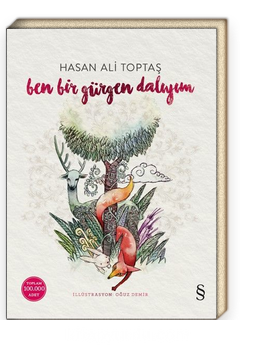 HASAN ALİ TOPTAŞ
ben bir gürgen dalıyım
TOPLAM
100.000
ADET
İLLÜSTRASYON: OĞUZ DEMİR
S